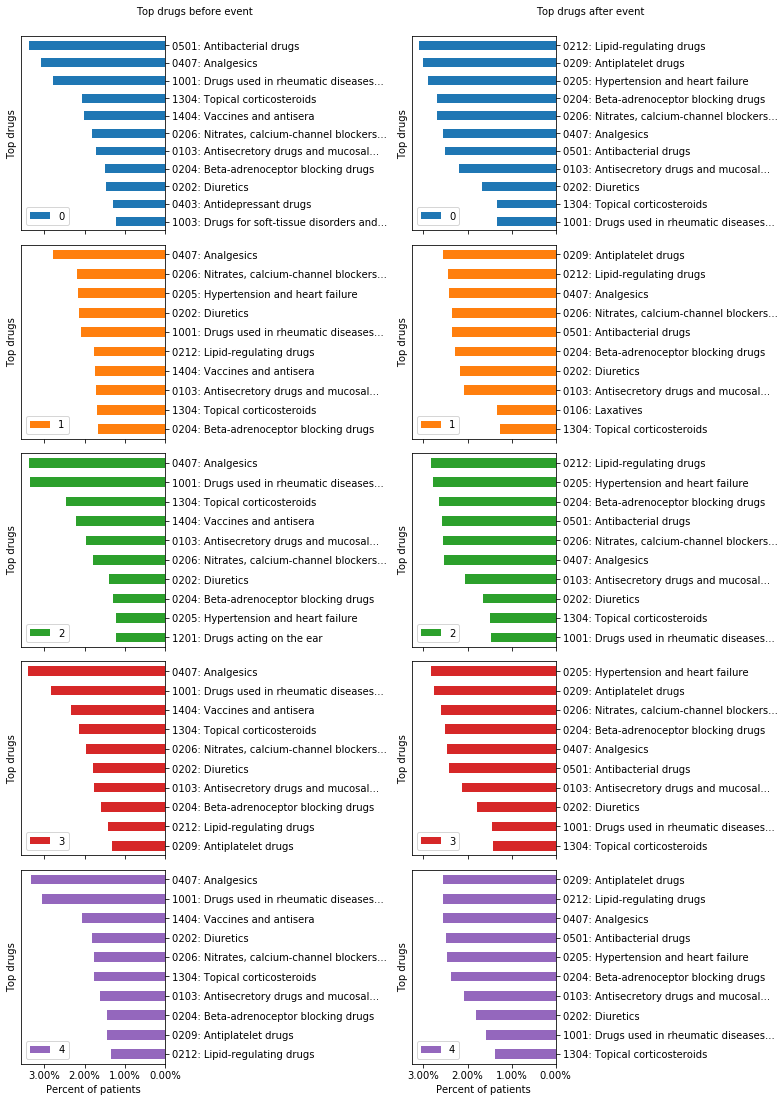 Top drugs before event
Top drugs
0501: Antibacterial drugs
0407: Analgesics
1001: Drugs used in rheumatic diseases...
1304: Topical corticosteroids
1404: Vaccines and antisera
0206: Nitrates, calcium-channel blockers...
0103: Antisecretory drugs and mucosal...
0204: Beta-adrenoceptor blocking drugs
0202: Diuretics
0403: Antidepressant drugs
1003: Drugs for soft-tissue disorders and...
0
Top drugs
0407: Analgesics
0206: Nitrates, calcium-channel blockers...
0205: Hypertension and heart failure
0202: Diuretics
1001: Drugs used in rheumatic diseases...
0212: Lipid-regulating drugs
1404: Vaccines and antisera
0103: Antisecretory drugs and mucosal...
1304: Topical corticosteroids
0204: Beta-adrenoceptor blocking drugs
1
Top drugs
0407: Analgesics
1001: Drugs used in rheumatic diseases...
1304: Topical corticosteroids
1404: Vaccines and antisera
0103: Antisecretory drugs and mucosal...
0206: Nitrates, calcium-channel blockers...
0202: Diuretics
0204: Beta-adrenoceptor blocking drugs
0205: Hypertension and heart failure
1201: Drugs acting on the ear
2
Top drugs
0407: Analgesics
1001: Drugs used in rheumatic diseases...
1404: Vaccines and antisera
1304: Topical corticosteroids
0206: Nitrates, calcium-channel blockers...
0202: Diuretics
0103: Antisecretory drugs and mucosal...
0204: Beta-adrenoceptor blocking drugs
0212: Lipid-regulating drugs
0209: Antiplatelet drugs
3
Top drugs
0407: Analgesics
1001: Drugs used in rheumatic diseases...
1404: Vaccines and antisera
0202: Diuretics
0206: Nitrates, calcium-channel blockers...
1304: Topical corticosteroids
0103: Antisecretory drugs and mucosal...
0204: Beta-adrenoceptor blocking drugs
0209: Antiplatelet drugs
0212: Lipid-regulating drugs
4
3.00% 2.00% 1.00% 0.00%
Percent of patients
Top drugs after event
Top drugs
0212: Lipid-regulating drugs
0209: Antiplatelet drugs
0205: Hypertension and heart failure
0204: Beta-adrenoceptor blocking drugs
0206: Nitrates, calcium-channel blockers...
0407: Analgesics
0501: Antibacterial drugs
0103: Antisecretory drugs and mucosal...
0202: Diuretics
1304: Topical corticosteroids
1001: Drugs used in rheumatic diseases...
0
Top drugs
0209: Antiplatelet drugs
0212: Lipid-regulating drugs
0407: Analgesics
0206: Nitrates, calcium-channel blockers...
0501: Antibacterial drugs
0204: Beta-adrenoceptor blocking drugs
0202: Diuretics
0103: Antisecretory drugs and mucosal...
0106: Laxatives
1304: Topical corticosteroids
1
Top drugs
0212: Lipid-regulating drugs
0205: Hypertension and heart failure
0204: Beta-adrenoceptor blocking drugs
0501: Antibacterial drugs
0206: Nitrates, calcium-channel blockers...
0407: Analgesics
0103: Antisecretory drugs and mucosal...
0202: Diuretics
1304: Topical corticosteroids
1001: Drugs used in rheumatic diseases...
2
Top drugs
0205: Hypertension and heart failure
0209: Antiplatelet drugs
0206: Nitrates, calcium-channel blockers...
0204: Beta-adrenoceptor blocking drugs
0407: Analgesics
0501: Antibacterial drugs
0103: Antisecretory drugs and mucosal...
0202: Diuretics
1001: Drugs used in rheumatic diseases...
1304: Topical corticosteroids
3
Top drugs
0209: Antiplatelet drugs
0212: Lipid-regulating drugs
0407: Analgesics
0501: Antibacterial drugs
0205: Hypertension and heart failure
0204: Beta-adrenoceptor blocking drugs
0103: Antisecretory drugs and mucosal...
0202: Diuretics
1001: Drugs used in rheumatic diseases...
1304: Topical corticosteroids
4
3.00% 2.00% 1.00% 0.00%
Percent of patients